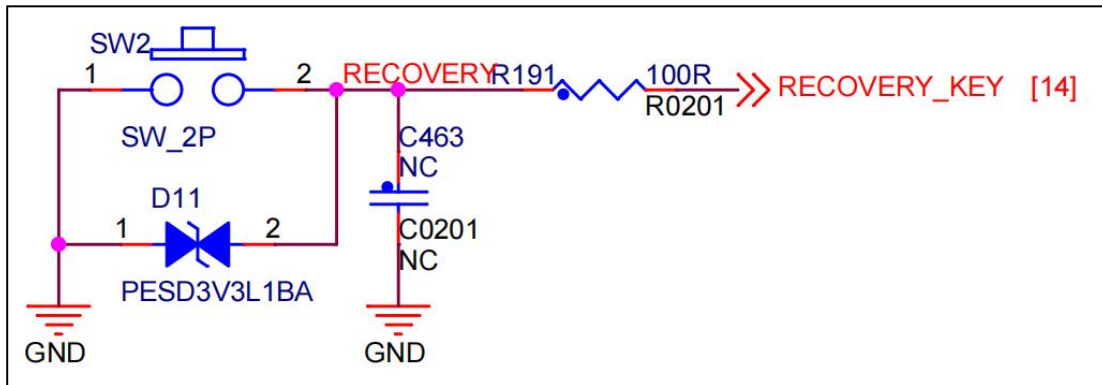 SW2
1
2
RECOVERY
R191
100R
RECOVERY_KEY [14]
R0201
SW_2P
C463
NC
D11
1
2
C0201
NC
PESD3V3L1BA
GND
GND